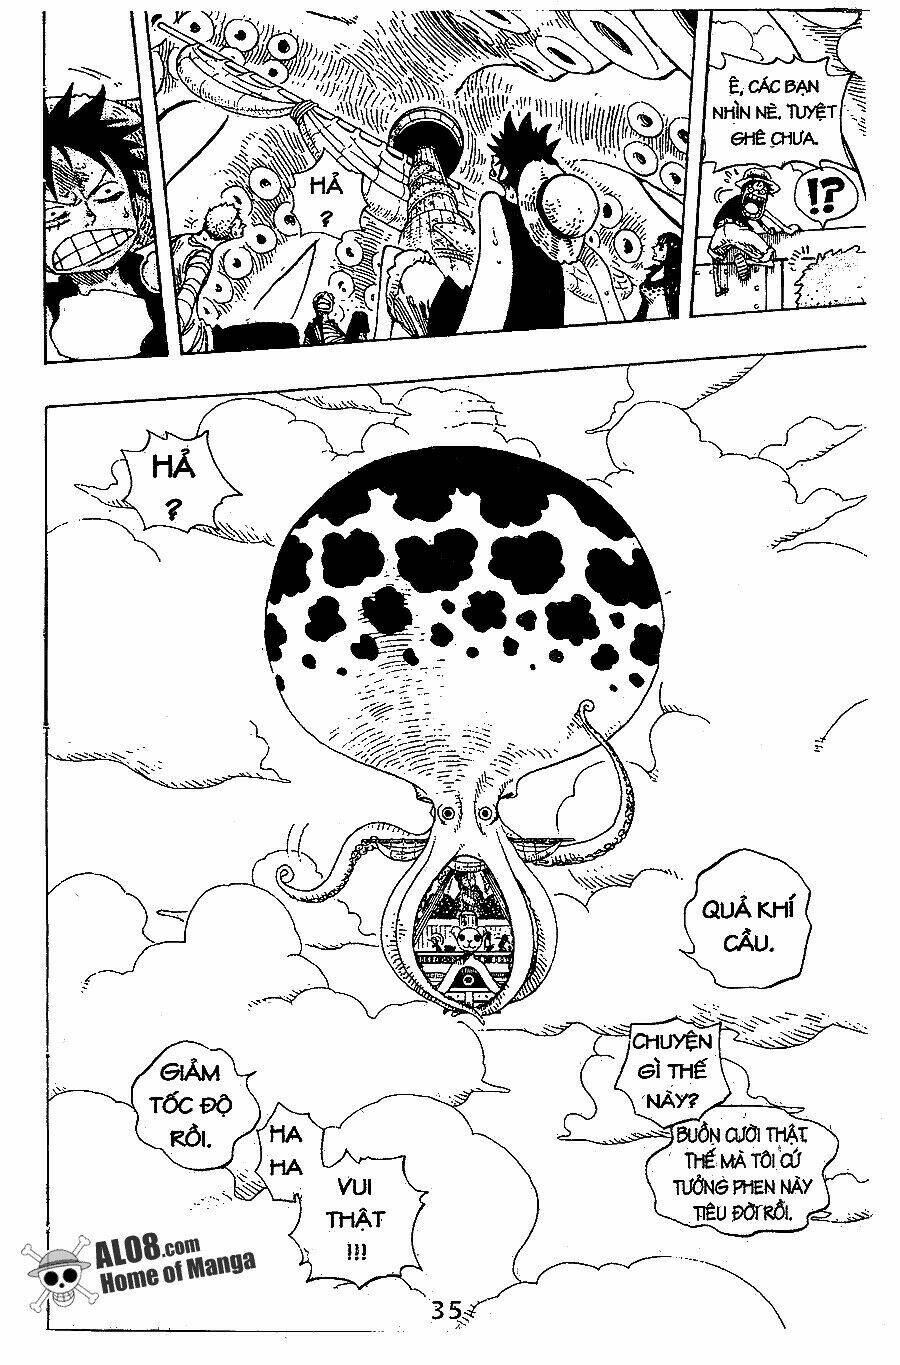 Ê, CÁC BẠN
NHÌN NÈ, TUYỆT
GHÊ CHƯA.
!?
HẢ
?
HẢ
?
QUẢ KHÍ
CẦU.
CHUYỆN
GÌ THẾ
NÀY?
BUỒN CƯỜI THẬT.
THẾ MÀ TÔI CỨ
TƯỞNG PHEN NÀY
TIÊU ĐỜI RỒI.
GIẢM
TỐC ĐỘ
RỒI.
HA
HA
VUI
THẬT
!!!
AL08.com
Home of Manga
35